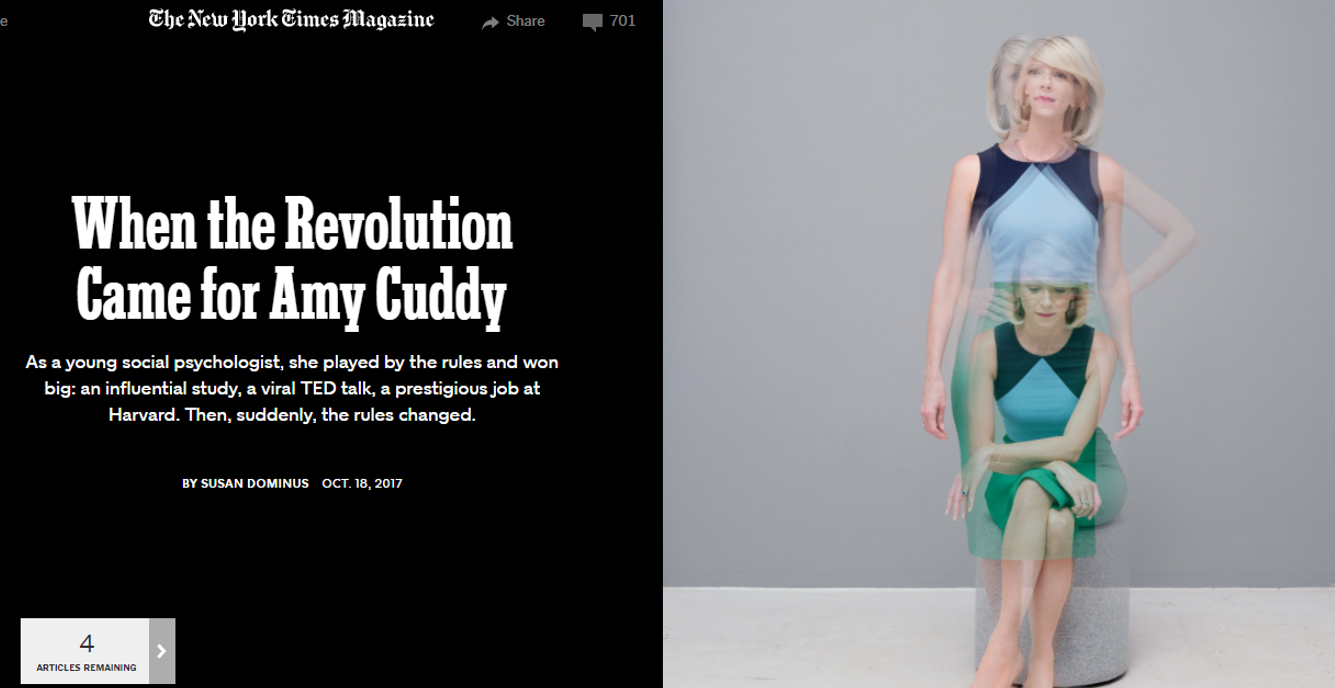 e
The New York Times Magazine
Share
701
When the Revolution
Came for Amy Cuddy
As a young social psychologist, she played by the rules and won
big: an influential study, a viral TED talk, a prestigious job at
Harvard. Then, suddenly, the rules changed.
BY SUSAN DOMINUS OCT. 18, 2017
4
ARTICLES REMAINING